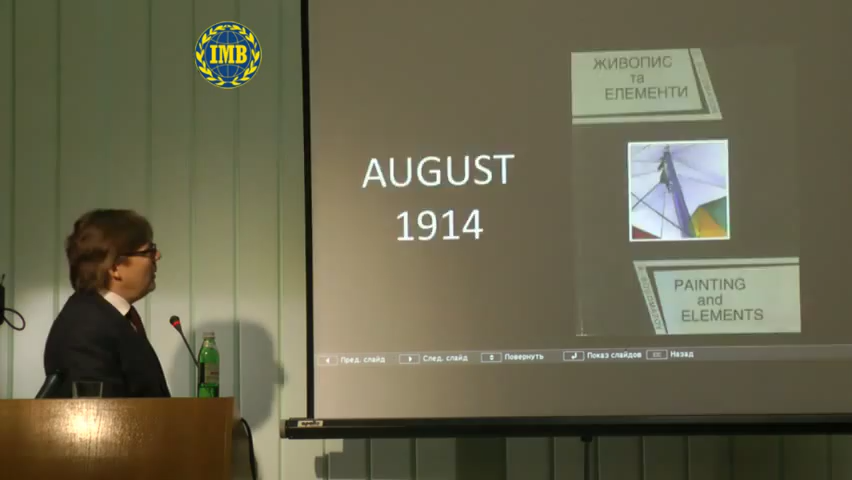 IMB
AUGUST
1914
ЖИВОПИС
та
ЕЛЕМЕНТИ
PAINTING
and
ELEMENTS
Пред. слайд
След. слайд
Повернуть
Показ слайдов
Назад